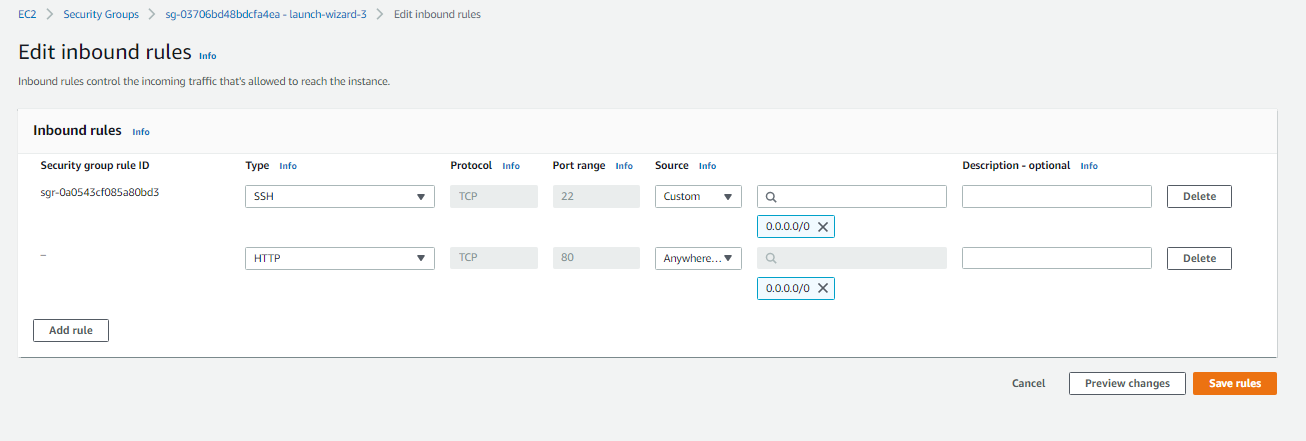 EC2 > Security Groups > sg-03706bd48bdcfa4ea - launch-wizard-3 > Edit inbound rules
Edit inbound rules Info
Inbound rules control the incoming traffic that's allowed to reach the instance.
Inbound rules Info
Security group rule ID Type Info Protocol Info Port range Info Source Info Description - optional Info
sgr-0a0543cf085a80bd3 SSH TCP 22 Custom Delete
0.0.0.0/0
– HTTP TCP 80 Anywhere... Delete
0.0.0.0/0
Add rule
Cancel Preview changes Save rules